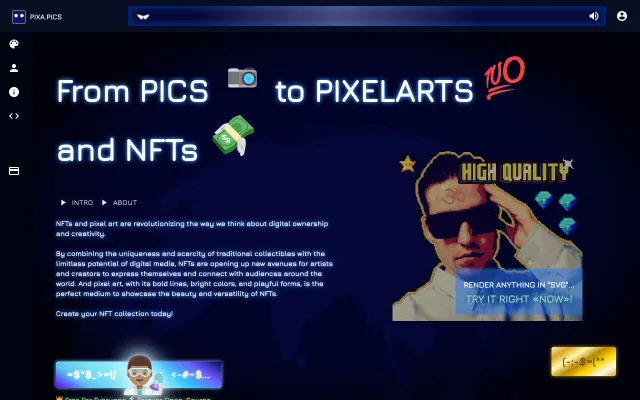 PIXA.PICS
From PICS 📷 to PIXELARTS 💯
and NFTs 💸
HIGH QUALITY
▶ INTRO ▶ ABOUT
NFTs and pixel art are revolutionizing the way we think about digital ownership
and creativity.
By combining the uniqueness and scarcity of traditional collectibles with the
limitless potential of digital media, NFTs are opening up new avenues for artists
and creators to express themselves and connect with audiences around the
world. And pixel art, with its bold lines, bright colors, and playful forms, is the
perfect medium to showcase the beauty and versatility of NFTs.
Create your NFT collection today!
RENDER ANYTHING IN "SVG"...
TRY IT RIGHT «NOW»!